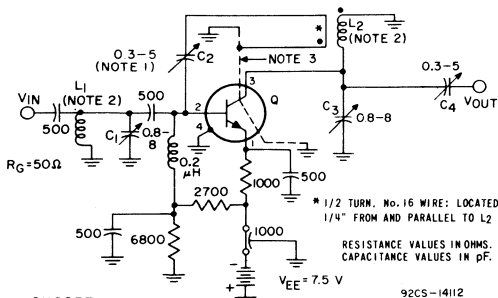 *
L2
(NOTE 2)
0.3-5
(NOTE 1)
C2
NOTE 3
3
0.3-5
VIN
L1
(NOTE 2)
500
500
2
Q
C4
VOUT
C1
0.8-
8
4
C3
0.8-8
1
RG=50Ω
0.2
μH
1000
500
2700
* 1/2 TURN. No. 16 WIRE: LOCATED
1/4" FROM AND PARALLEL TO L2
500
6800
1000
RESISTANCE VALUES IN OHMS.
CAPACITANCE VALUES IN pF.
-
+
VEE = 7.5 V
92CS-14112